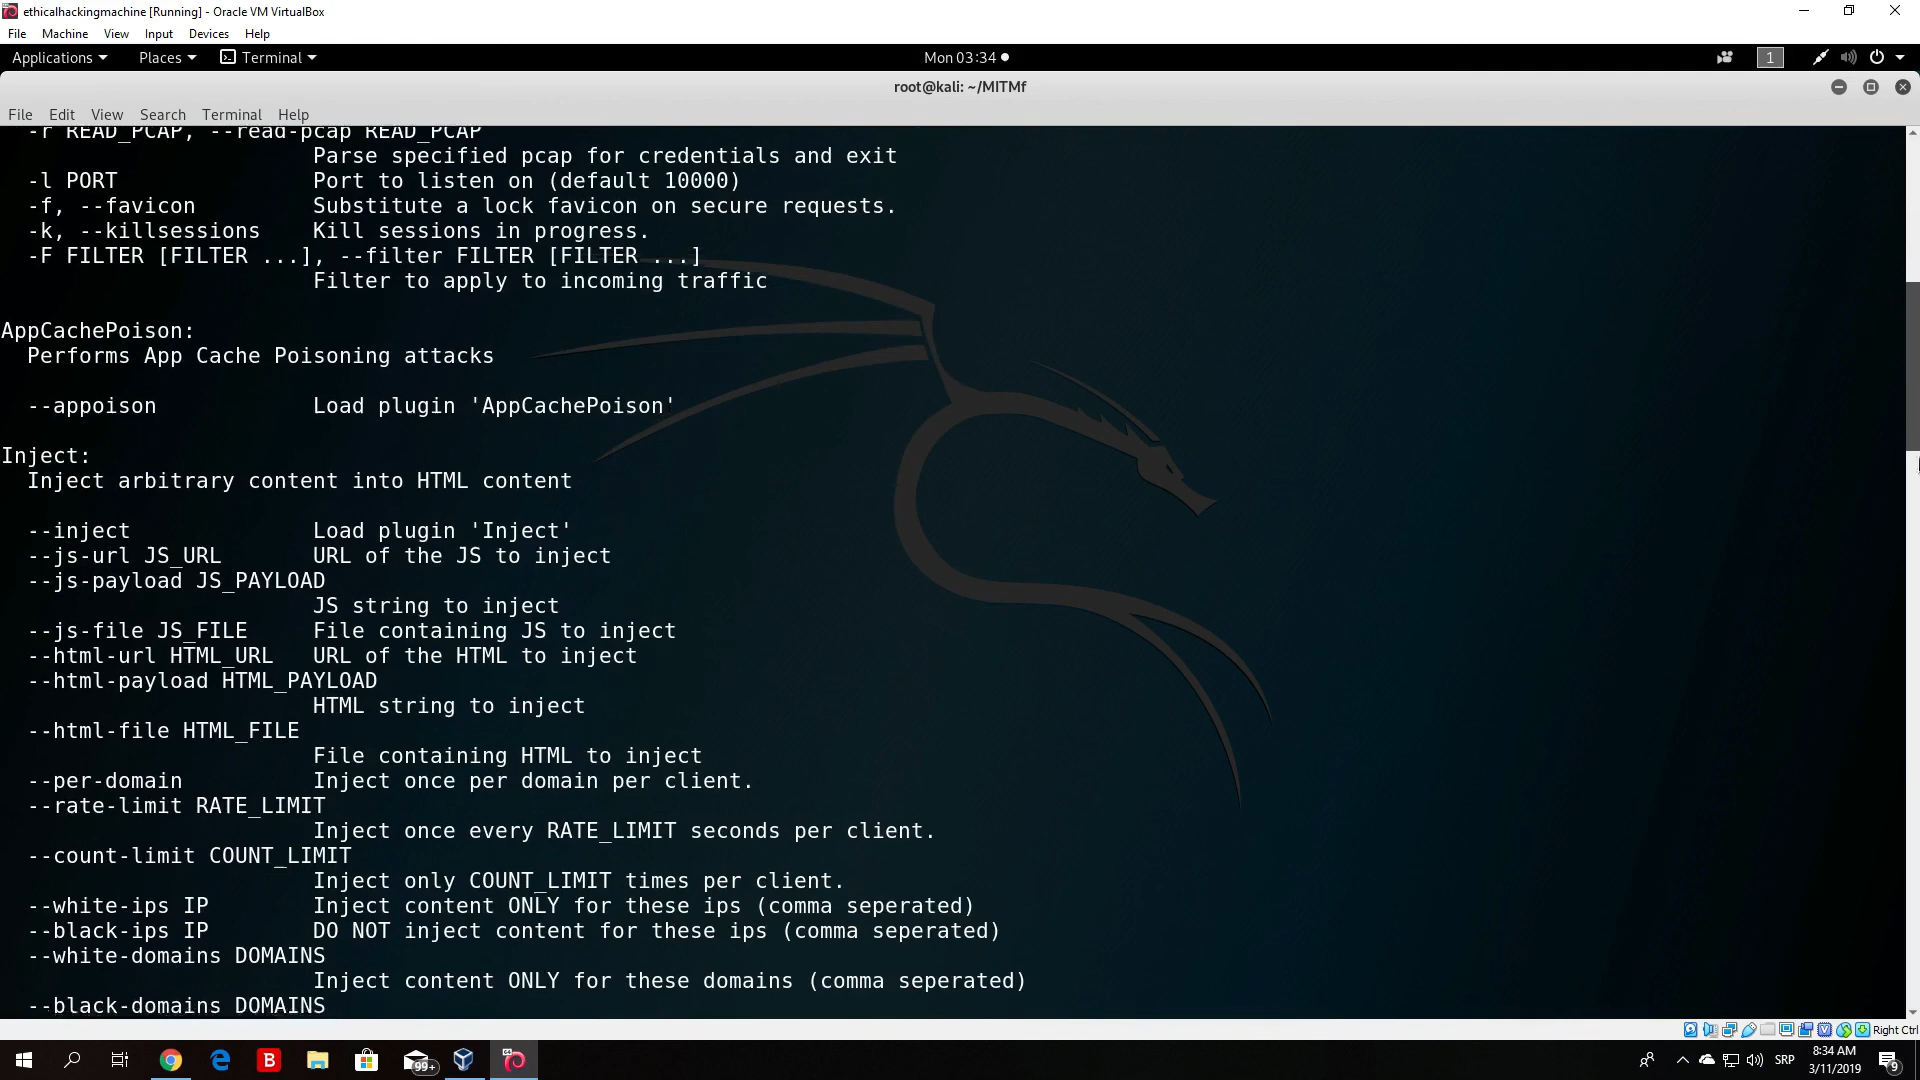 ethicalhackingmachine [Running] - Oracle VM VirtualBox
File Machine View Input Devices Help
Applications Places Terminal Mon 03:34 1
root@kali: ~/MITMf
File Edit View Search Terminal Help
-r READ_PCAP, --read-pcap READ_PCAP
Parse specified pcap for credentials and exit
-l PORT Port to listen on (default 10000)
-f, --favicon Substitute a lock favicon on secure requests.
-k, --killsessions Kill sessions in progress.
-F FILTER [FILTER ...], --filter FILTER [FILTER ...]
Filter to apply to incoming traffic
AppCachePoison:
Performs App Cache Poisoning attacks
--appoison Load plugin 'AppCachePoison'
Inject:
Inject arbitrary content into HTML content
--inject Load plugin 'Inject'
--js-url JS_URL URL of the JS to inject
--js-payload JS_PAYLOAD
JS string to inject
--js-file JS_FILE File containing JS to inject
--html-url HTML_URL URL of the HTML to inject
--html-payload HTML_PAYLOAD
HTML string to inject
--html-file HTML_FILE
File containing HTML to inject
--per-domain Inject once per domain per client.
--rate-limit RATE_LIMIT
Inject once every RATE_LIMIT seconds per client.
--count-limit COUNT_LIMIT
Inject only COUNT_LIMIT times per client.
--white-ips IP Inject content ONLY for these ips (comma seperated)
--black-ips IP DO NOT inject content for these ips (comma seperated)
--white-domains DOMAINS
Inject content ONLY for these domains (comma seperated)
--black-domains DOMAINS
Right Ctrl
B 99+ SRP 8:34 AM
3/11/2019 9